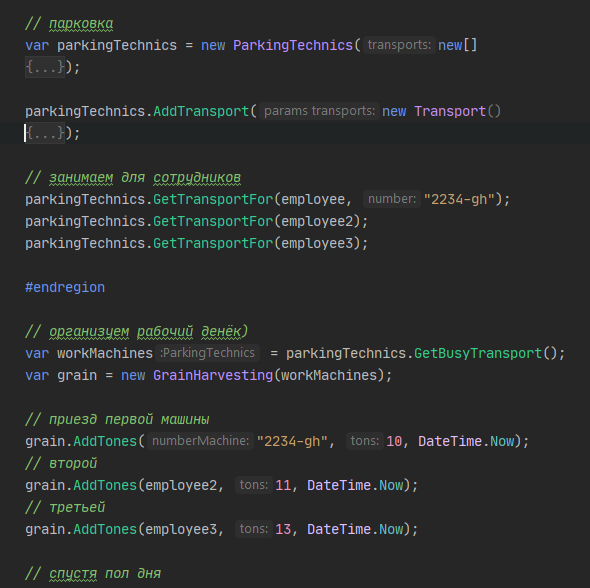 // парковка
var parkingTechnics = new ParkingTechnics( transports: new[]
{...});
parkingTechnics.AddTransport( params transports: new Transport()
{...});
// занимаем для сотрудников
parkingTechnics.GetTransportFor(employee, number: "2234-gh");
parkingTechnics.GetTransportFor(employee2);
parkingTechnics.GetTransportFor(employee3);
#endregion
// организуем рабочий денёк)
var workMachines :ParkingTechnics = parkingTechnics.GetBusyTransport();
var grain = new GrainHarvesting(workMachines);
// приезд первой машины
grain.AddTones( numberMachine: "2234-gh", tons: 10, DateTime.Now);
// второй
grain.AddTones(employee2, tons: 11, DateTime.Now);
// третьей
grain.AddTones(employee3, tons: 13, DateTime.Now);
// спустя пол дня